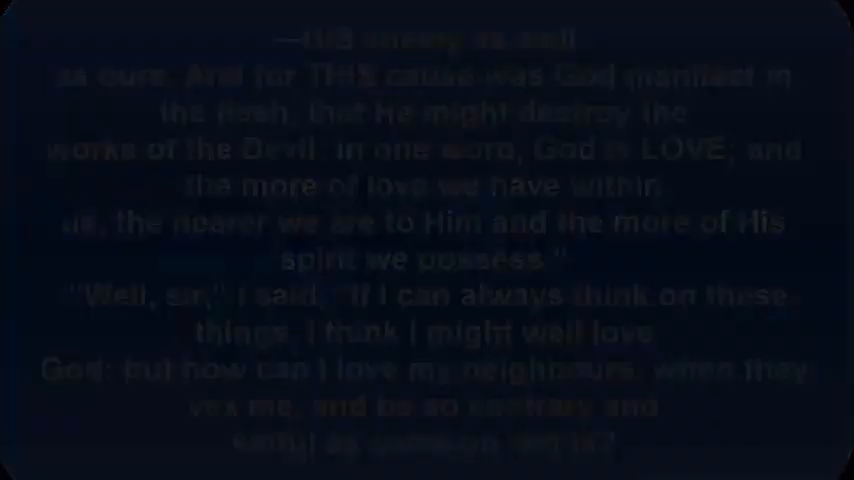 —HIS enemy as well
as ours. And for THIS cause was God manifest in
the flesh, that He might destroy the
works of the Devil: in one word, God is LOVE; and
the more of love we have within
us, the nearer we are to Him and the more of His
spirit we possess."
"Well, sir," I said, "if I can always think on these
things, I think I might well love
God; but how can I love my neighbours, when they
vex me, and be so contrary and
sinful as some on